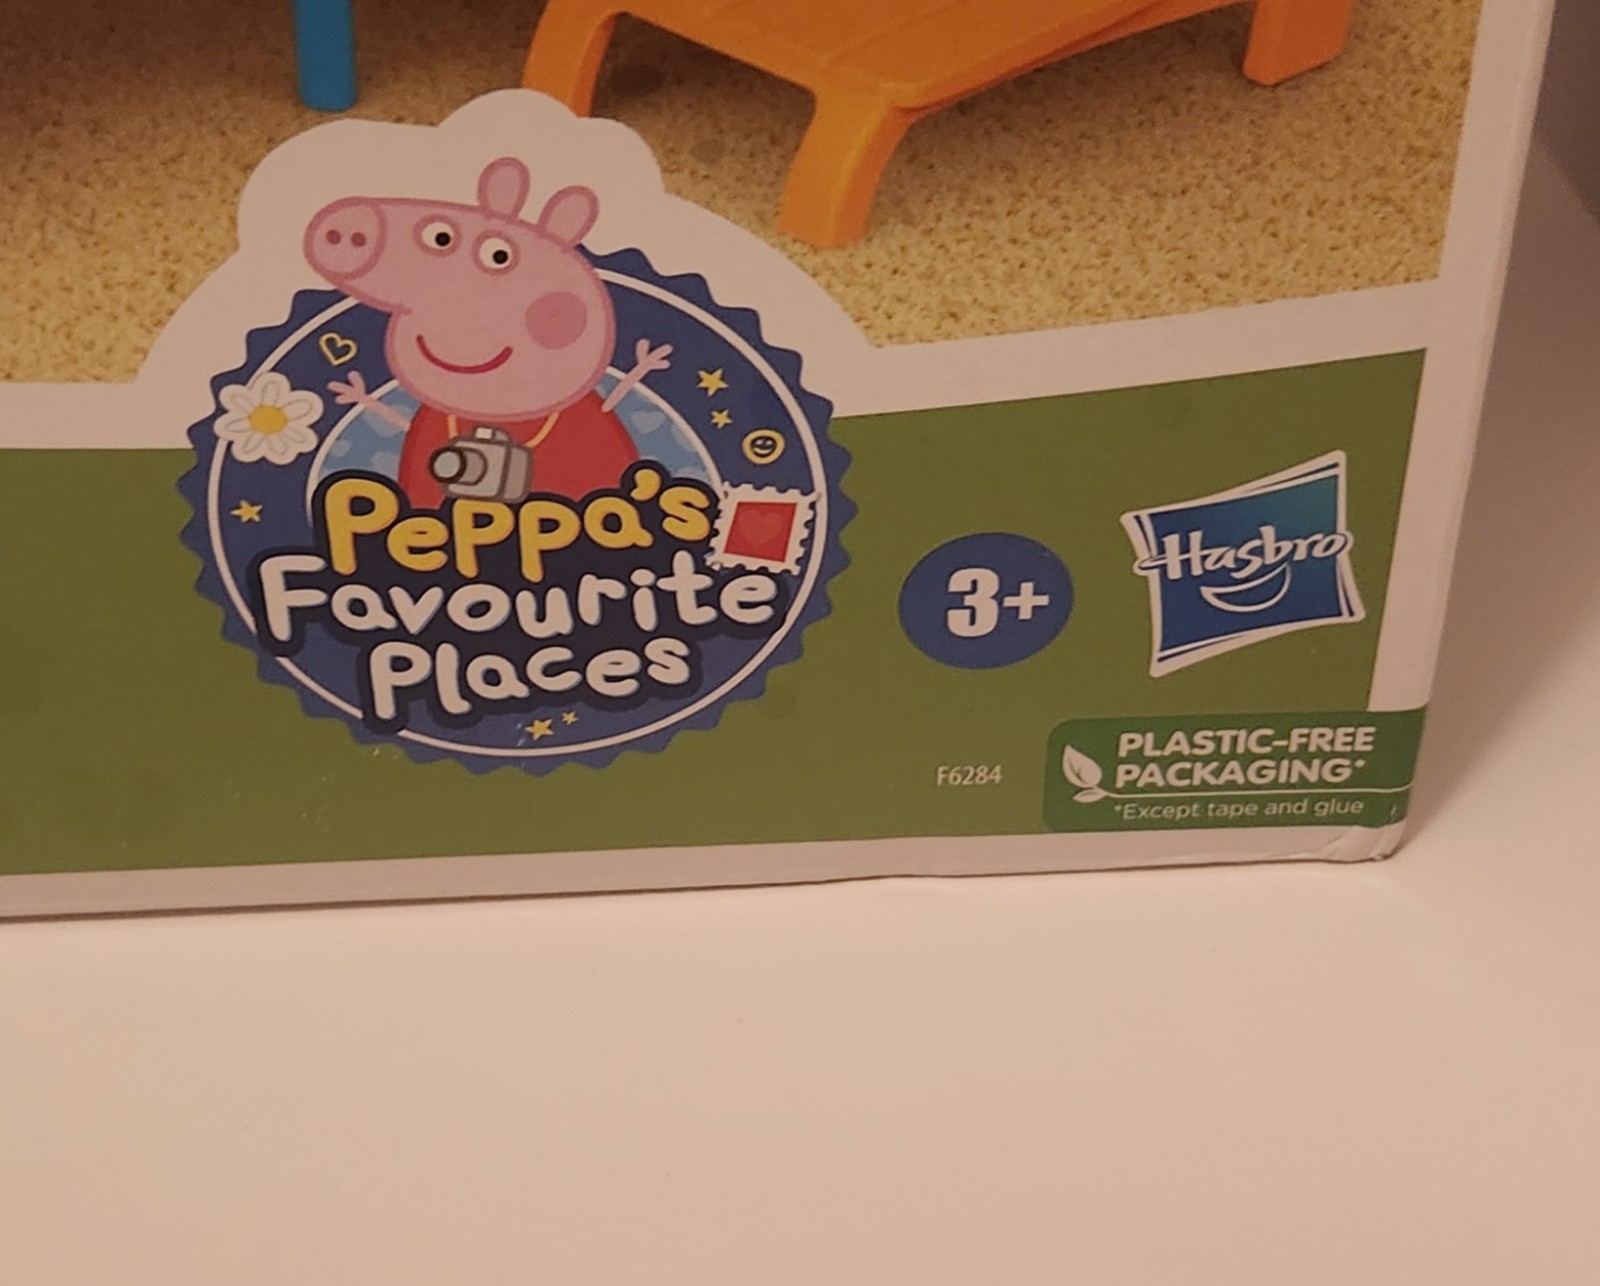 Peppa's
Favourite
Places
3+
Hasbro
F6284
PLASTIC-FREE
PACKAGING*
*Except tape and glue